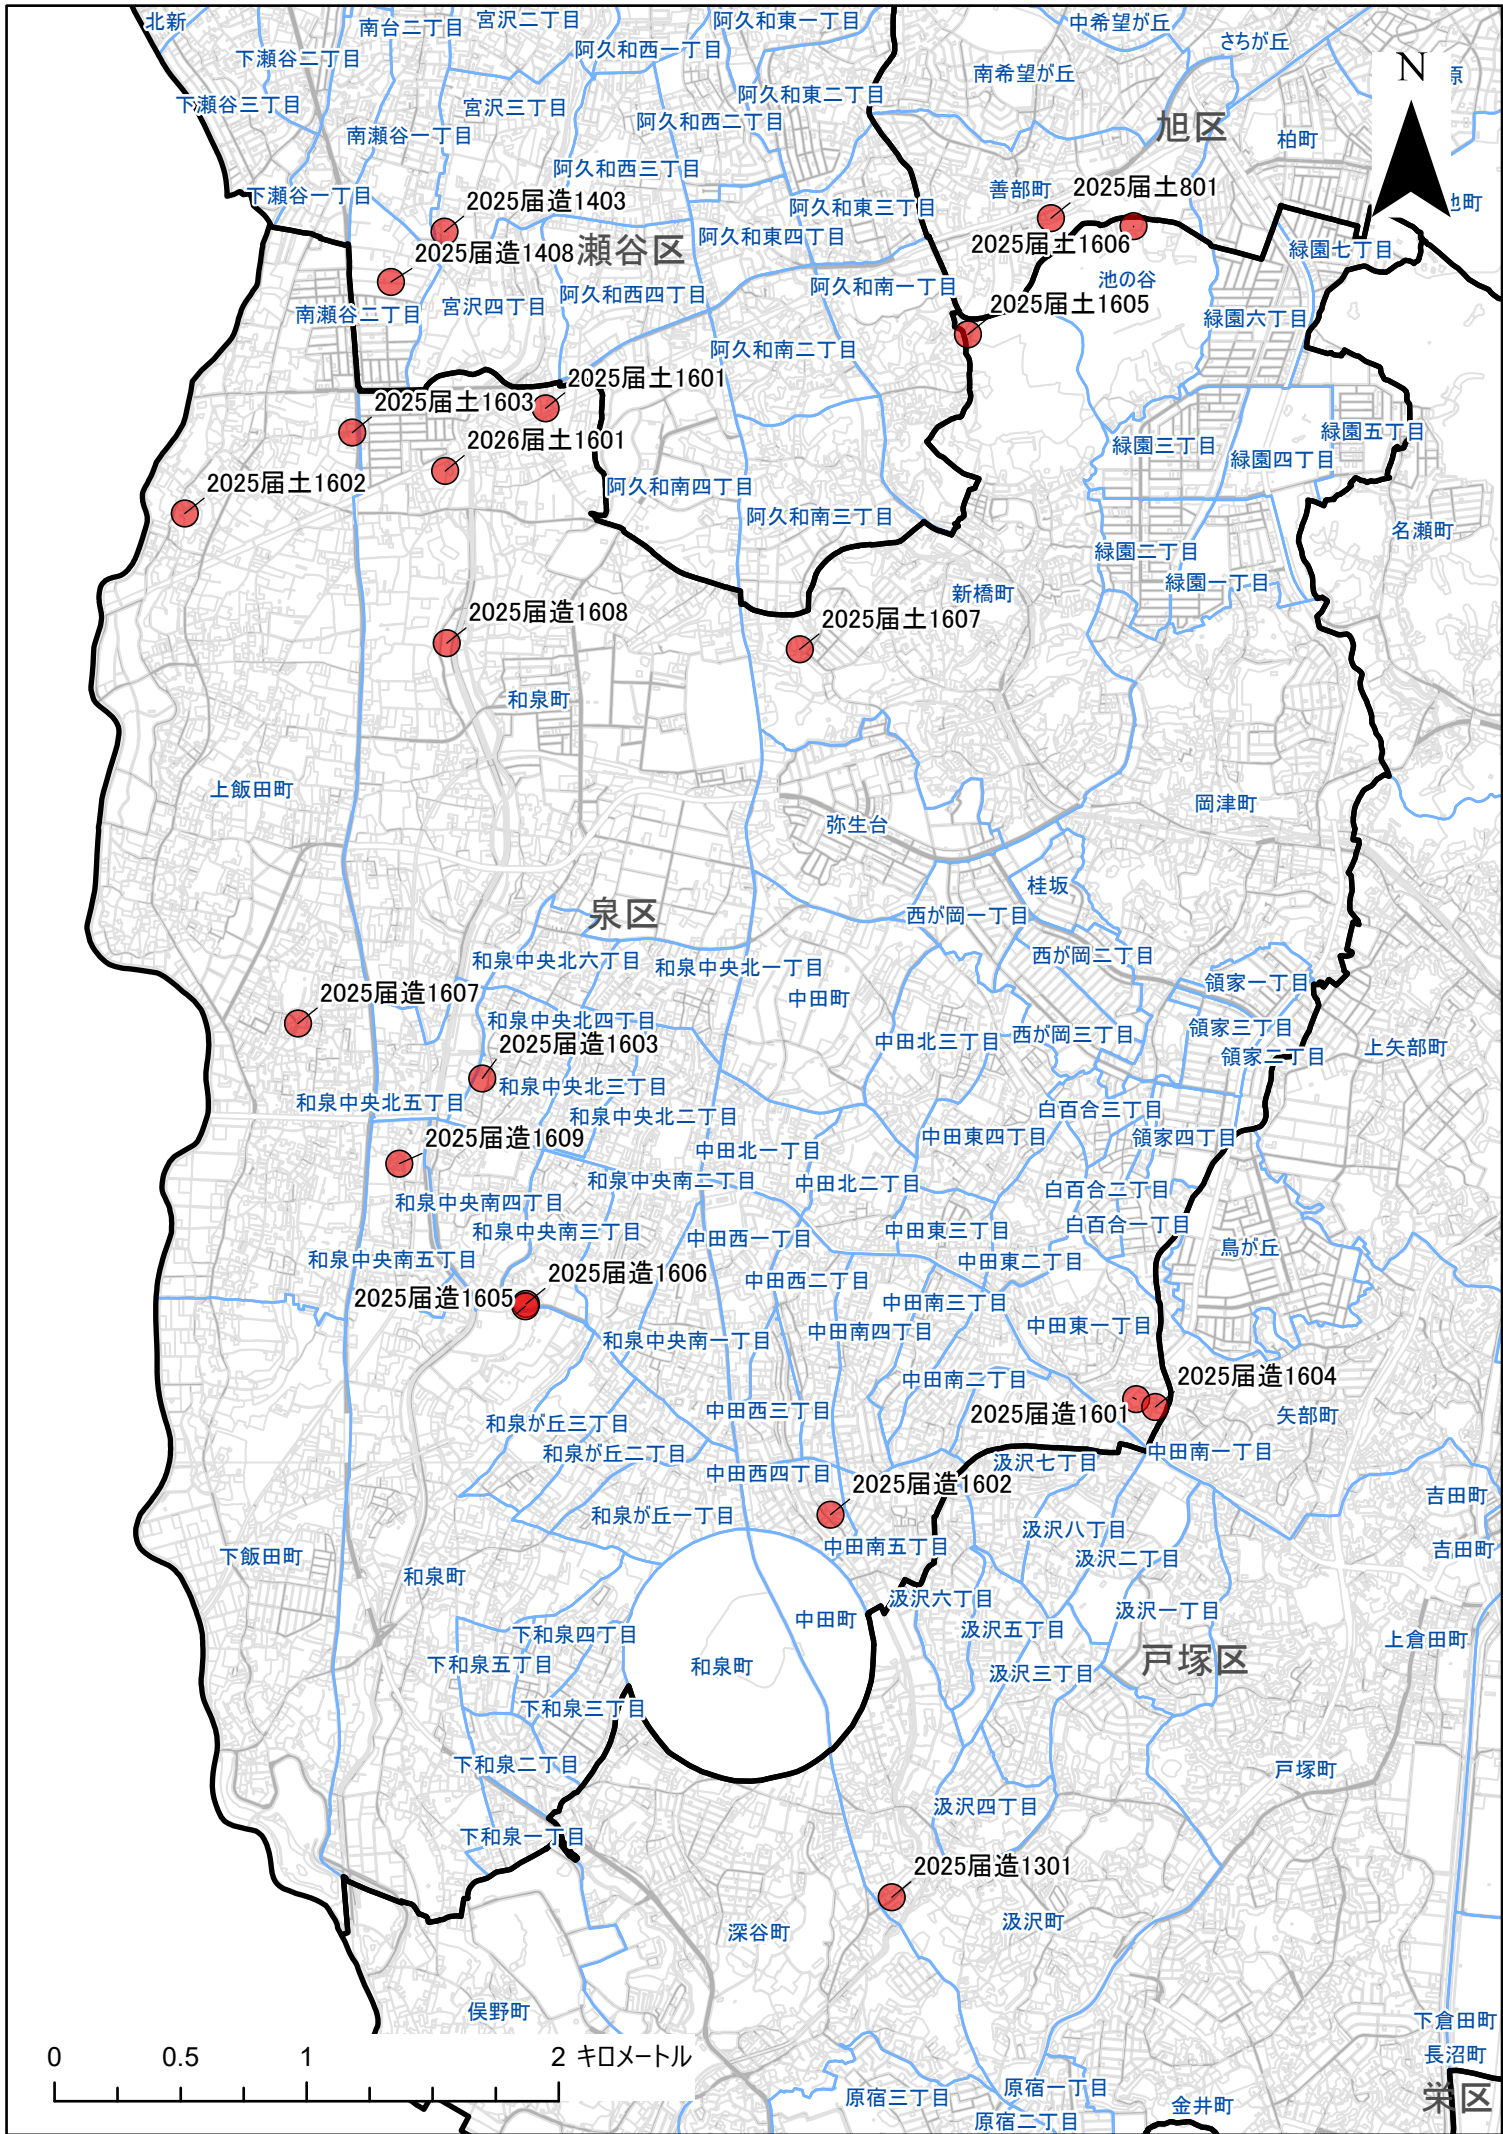 北新
南台二丁目
宮沢二丁目
阿久和東一丁目
中希望が丘
さちが丘
下瀬谷二丁目
阿久和西一丁目
南希望が丘
N
原
下瀬谷三丁目
宮沢三丁目
阿久和東二丁目
南瀬谷一丁目
阿久和西二丁目
旭区
柏町
下瀬谷一丁目
阿久和西三丁目
善部町
2025届土801
2025届造1403
阿久和東三丁目
瀬谷区
阿久和東四丁目
2025届土1606
緑園七丁目
2025届造1408
池の谷
南瀬谷二丁目
宮沢四丁目
阿久和西四丁目
阿久和南一丁目
2025届土1605
緑園六丁目
阿久和南二丁目
2025届土1601
2025届土1603
2026届土1601
緑園三丁目
緑園五丁目
緑園四丁目
2025届土1602
阿久和南四丁目
阿久和南三丁目
名瀬町
緑園二丁目
緑園一丁目
新橋町
2025届造1608
2025届土1607
和泉町
上飯田町
弥生台
岡津町
桂坂
泉区
西が岡一丁目
西が岡二丁目
和泉中央北六丁目
和泉中央北一丁目
領家一丁目
2025届造1607
中田町
和泉中央北四丁目
中田北三丁目
西が岡三丁目
領家三丁目
2025届造1603
領家二丁目
上矢部町
和泉中央北三丁目
和泉中央北五丁目
和泉中央北二丁目
白百合三丁目
2025届造1609
中田北一丁目
中田東四丁目
領家四丁目
和泉中央南二丁目
中田北二丁目
白百合二丁目
和泉中央南四丁目
和泉中央南三丁目
中田西一丁目
中田東三丁目
白百合一丁目
和泉中央南五丁目
中田東二丁目
鳥が丘
2025届造1606
中田西二丁目
2025届造1605
中田南三丁目
和泉中央南一丁目
中田南四丁目
中田東一丁目
中田南二丁目
2025届造1604
和泉が丘三丁目
中田西三丁目
2025届造1601
矢部町
和泉が丘二丁目
中田南一丁目
中田西四丁目
汲沢七丁目
2025届造1602
吉田町
和泉が丘一丁目
汲沢八丁目
中田南五丁目
吉田町
下飯田町
和泉町
汲沢二丁目
汲沢六丁目
中田町
汲沢一丁目
下和泉四丁目
汲沢五丁目
上倉田町
下和泉五丁目
和泉町
汲沢三丁目
戸塚区
下和泉三丁目
下和泉二丁目
戸塚町
汲沢四丁目
下和泉一丁目
2025届造1301
深谷町
汲沢町
俣野町
下倉田町
0 0.5 1 2 キロメートル
長沼町
原宿三丁目
原宿一丁目
栄区
原宿二丁目
金井町